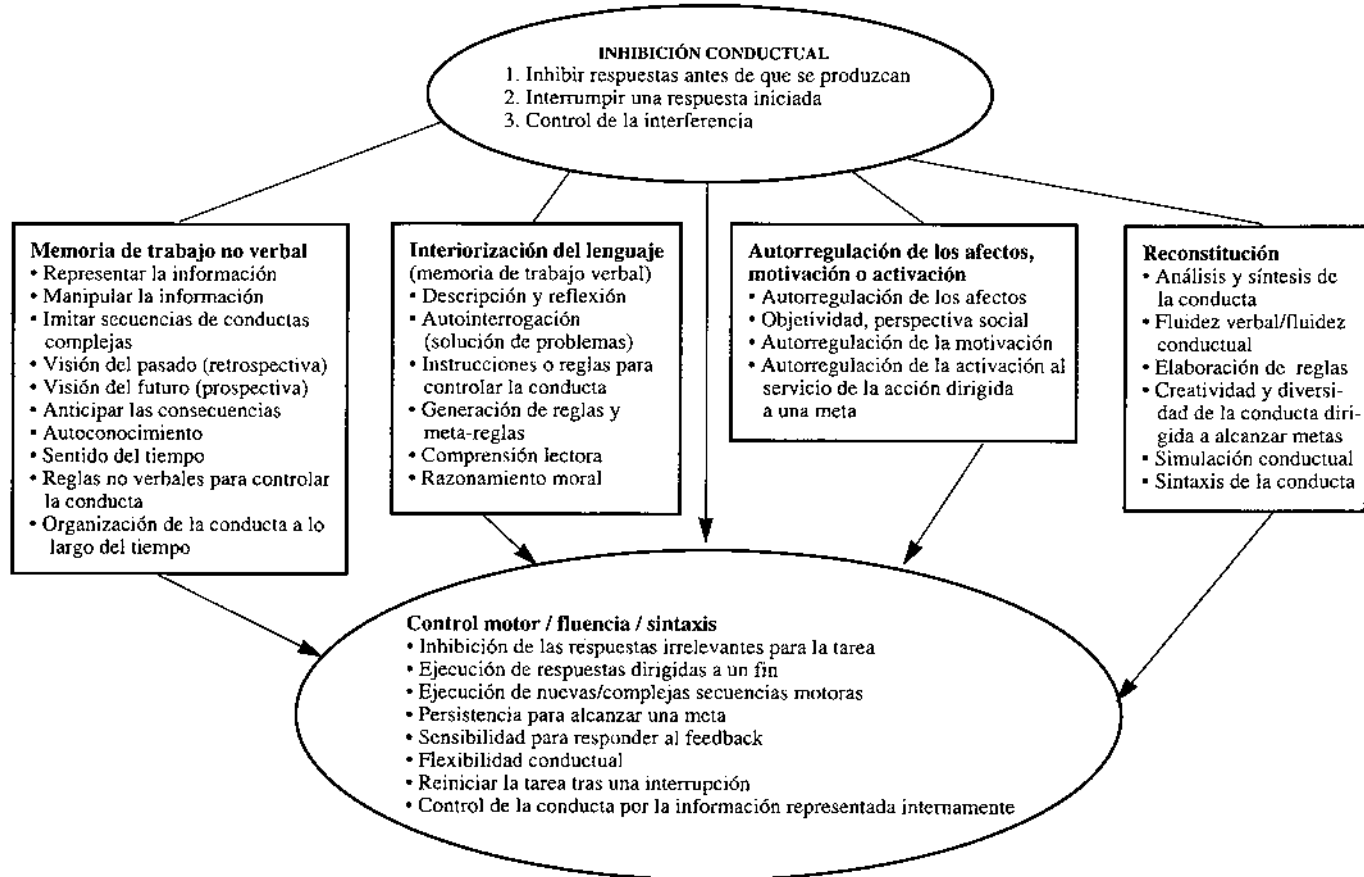 INHIBICIÓN CONDUCTUAL
1. Inhibir respuestas antes de que se produzcan
2. Interrumpir una respuesta iniciada
3. Control de la interferencia
Memoria de trabajo no verbal
• Representar la información
• Manipular la información
• Imitar secuencias de conductas
complejas
• Visión del pasado (retrospectiva)
• Visión del futuro (prospectiva)
• Anticipar las consecuencias
• Autoconocimiento
• Sentido del tiempo
• Reglas no verbales para controlar
la conducta
• Organización de la conducta a lo
largo del tiempo
Interiorización del lenguaje
(memoria de trabajo verbal)
• Descripción y reflexión
• Autointerrogación
(solución de problemas)
• Instrucciones o reglas para
controlar la conducta
• Generación de reglas y
meta-reglas
• Comprensión lectora
• Razonamiento moral
Autorregulación de los afectos,
motivación o activación
• Autorregulación de los afectos
• Objetividad, perspectiva social
• Autorregulación de la motivación
• Autorregulación de la activación al
servicio de la acción dirigida
a una meta
Reconstitución
• Análisis y síntesis de
la conducta
• Fluidez verbal/fluidez
conductual
• Elaboración de reglas
• Creatividad y diversi-
dad de la conducta diri-
gida a alcanzar metas
• Simulación conductual
• Sintaxis de la conducta
Control motor / fluencia / sintaxis
• Inhibición de las respuestas irrelevantes para la tarea
• Ejecución de respuestas dirigidas a un fin
• Ejecución de nuevas/complejas secuencias motoras
• Persistencia para alcanzar una meta
• Sensibilidad para responder al feedback
• Flexibilidad conductual
• Reiniciar la tarea tras una interrupción
• Control de la conducta por la información representada internamente